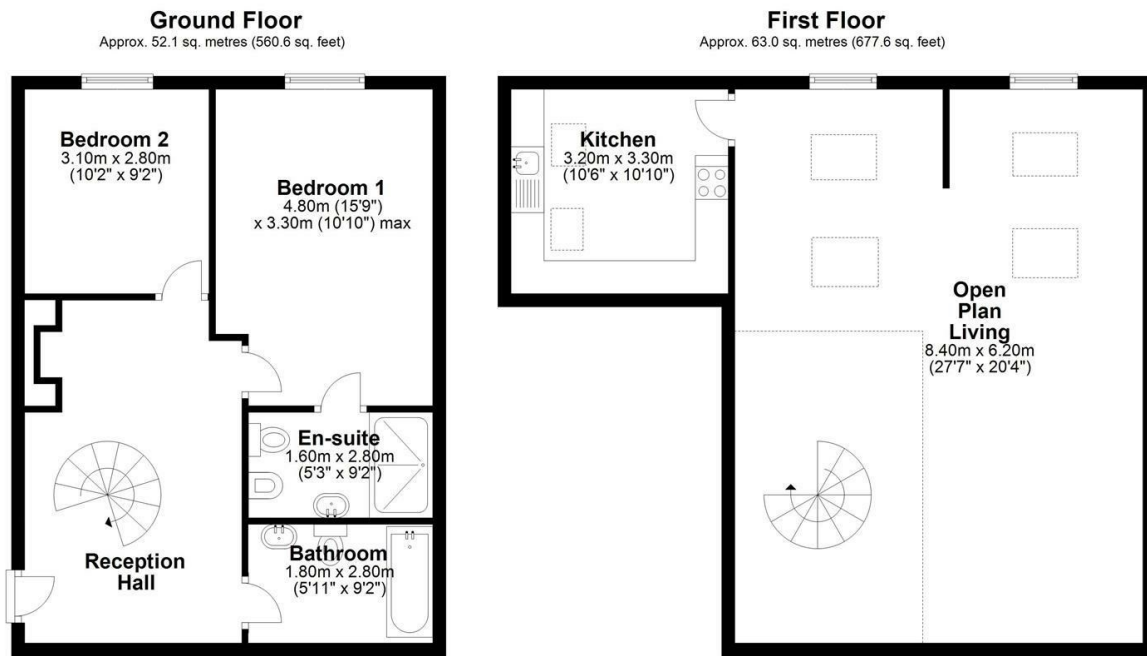 Ground Floor
Approx. 52.1 sq. metres (560.6 sq. feet)
Bedroom 2
3.10m x 2.80m
(10'2" x 9'2")
Bedroom 1
4.80m (15'9")
x 3.30m (10'10") max
En-suite
1.60m x 2.80m
(5'3" x 9'2")
Reception
Hall
Bathroom
1.80m x 2.80m
(5'11" x 9'2")
First Floor
Approx. 63.0 sq. metres (677.6 sq. feet)
Kitchen
3.20m x 3.30m
(10'6" x 10'10")
Open
Plan
Living
8.40m x 6.20m
(27'7" x 20'4")